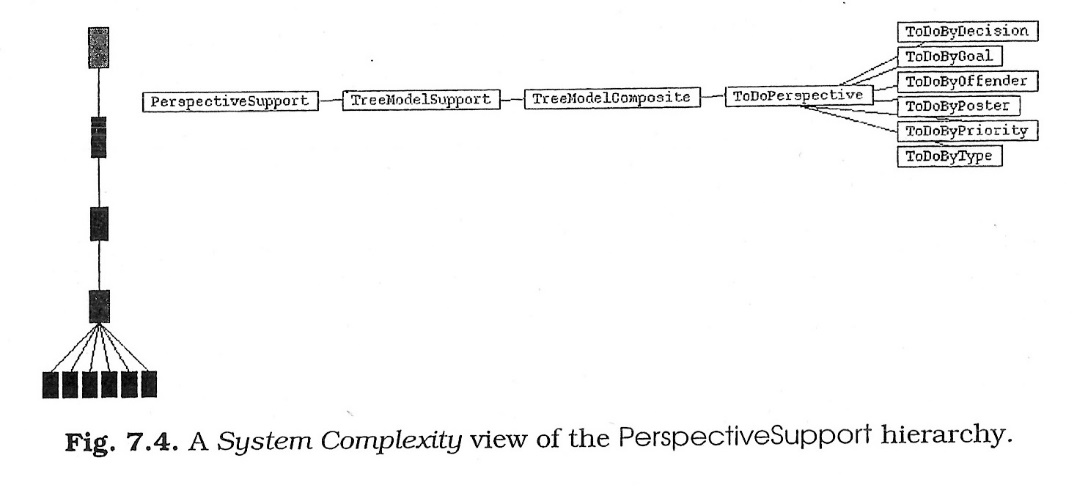 PerspectiveSupport
TreeModelSupport
TreeModelComposite
ToDoPerspective
ToDoByDecision
ToDoByGoal
ToDoByOffender
ToDoByPoster
ToDoByPriority
ToDoByType
Fig. 7.4. A System Complexity view of the PerspectiveSupport hierarchy.